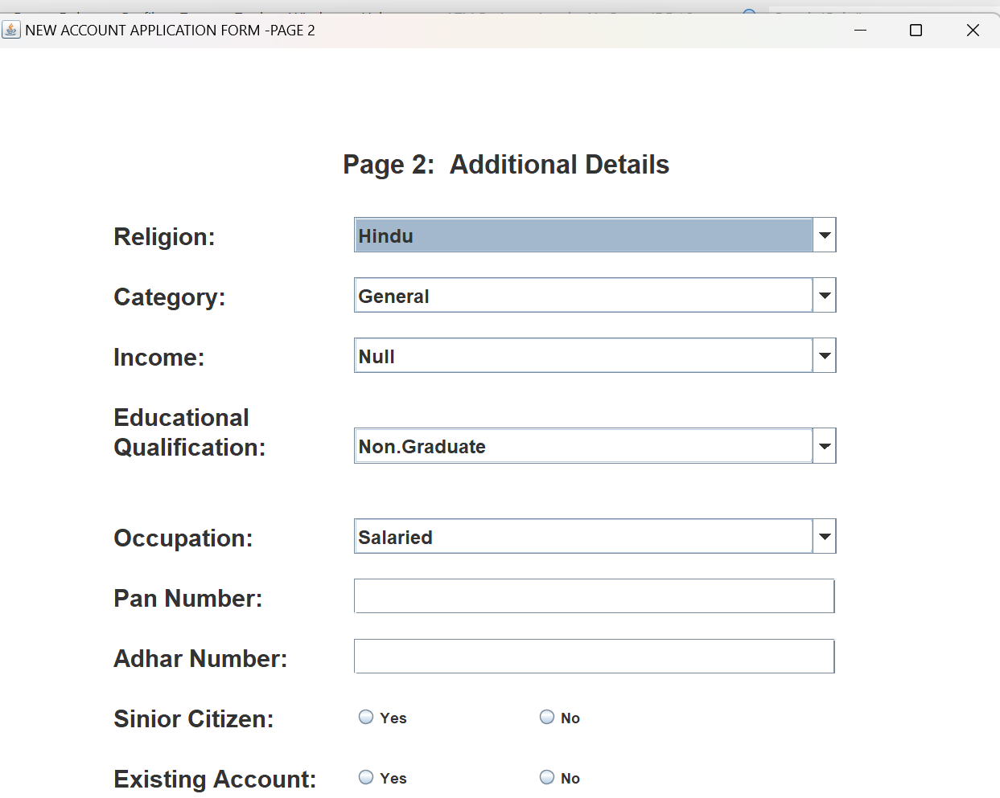 NEW ACCOUNT APPLICATION FORM -PAGE 2
Page 2: Additional Details
Religion: Hindu
Category: General
Income: Null
Educational
Qualification: Non.Graduate
Occupation: Salaried
Pan Number:
Adhar Number:
Sinior Citizen: Yes No
Existing Account: Yes No